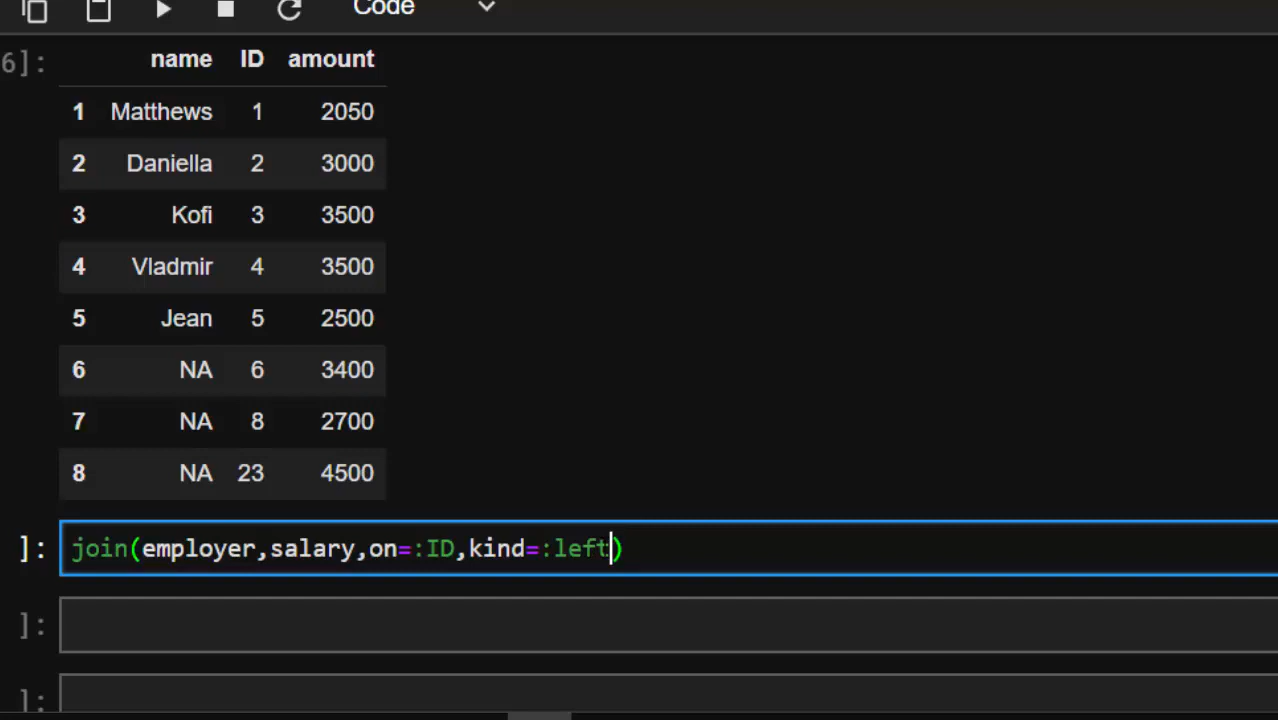 Code
6]:
name ID amount
1 Matthews 1 2050
2 Daniella 2 3000
3 Kofi 3 3500
4 Vladmir 4 3500
5 Jean 5 2500
6 NA 6 3400
7 NA 8 2700
8 NA 23 4500
]: join(employer,salary,on=:ID,kind=:left)
]:
]: